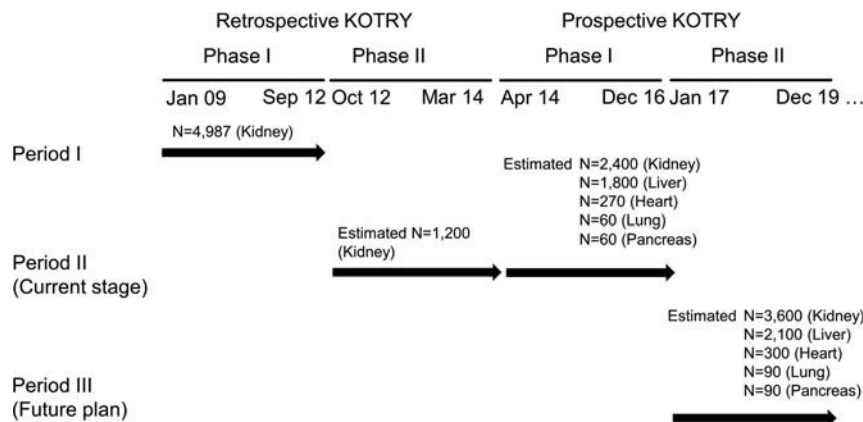 Retrospective KOTRY Prospective KOTRY
Phase I Phase II Phase I Phase II
Jan 09 Sep 12 Oct 12 Mar 14 Apr 14 Dec 16 Jan 17 Dec 19 ...
N=4,987 (Kidney)
Period I
Estimated N=2,400 (Kidney)
N=1,800 (Liver)
N=270 (Heart)
N=60 (Lung)
N=60 (Pancreas)
Estimated N=1,200
(Kidney)
Period II
(Current stage)
Estimated N=3,600 (Kidney)
N=2,100 (Liver)
N=300 (Heart)
N=90 (Lung)
N=90 (Pancreas)
Period III
(Future plan)